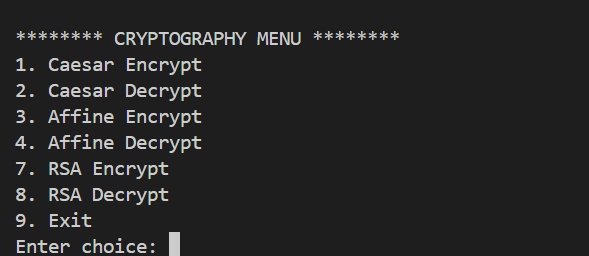 ******** CRYPTOGRAPHY MENU ********
1. Caesar Encrypt
2. Caesar Decrypt
3. Affine Encrypt
4. Affine Decrypt
7. RSA Encrypt
8. RSA Decrypt
9. Exit
Enter choice: